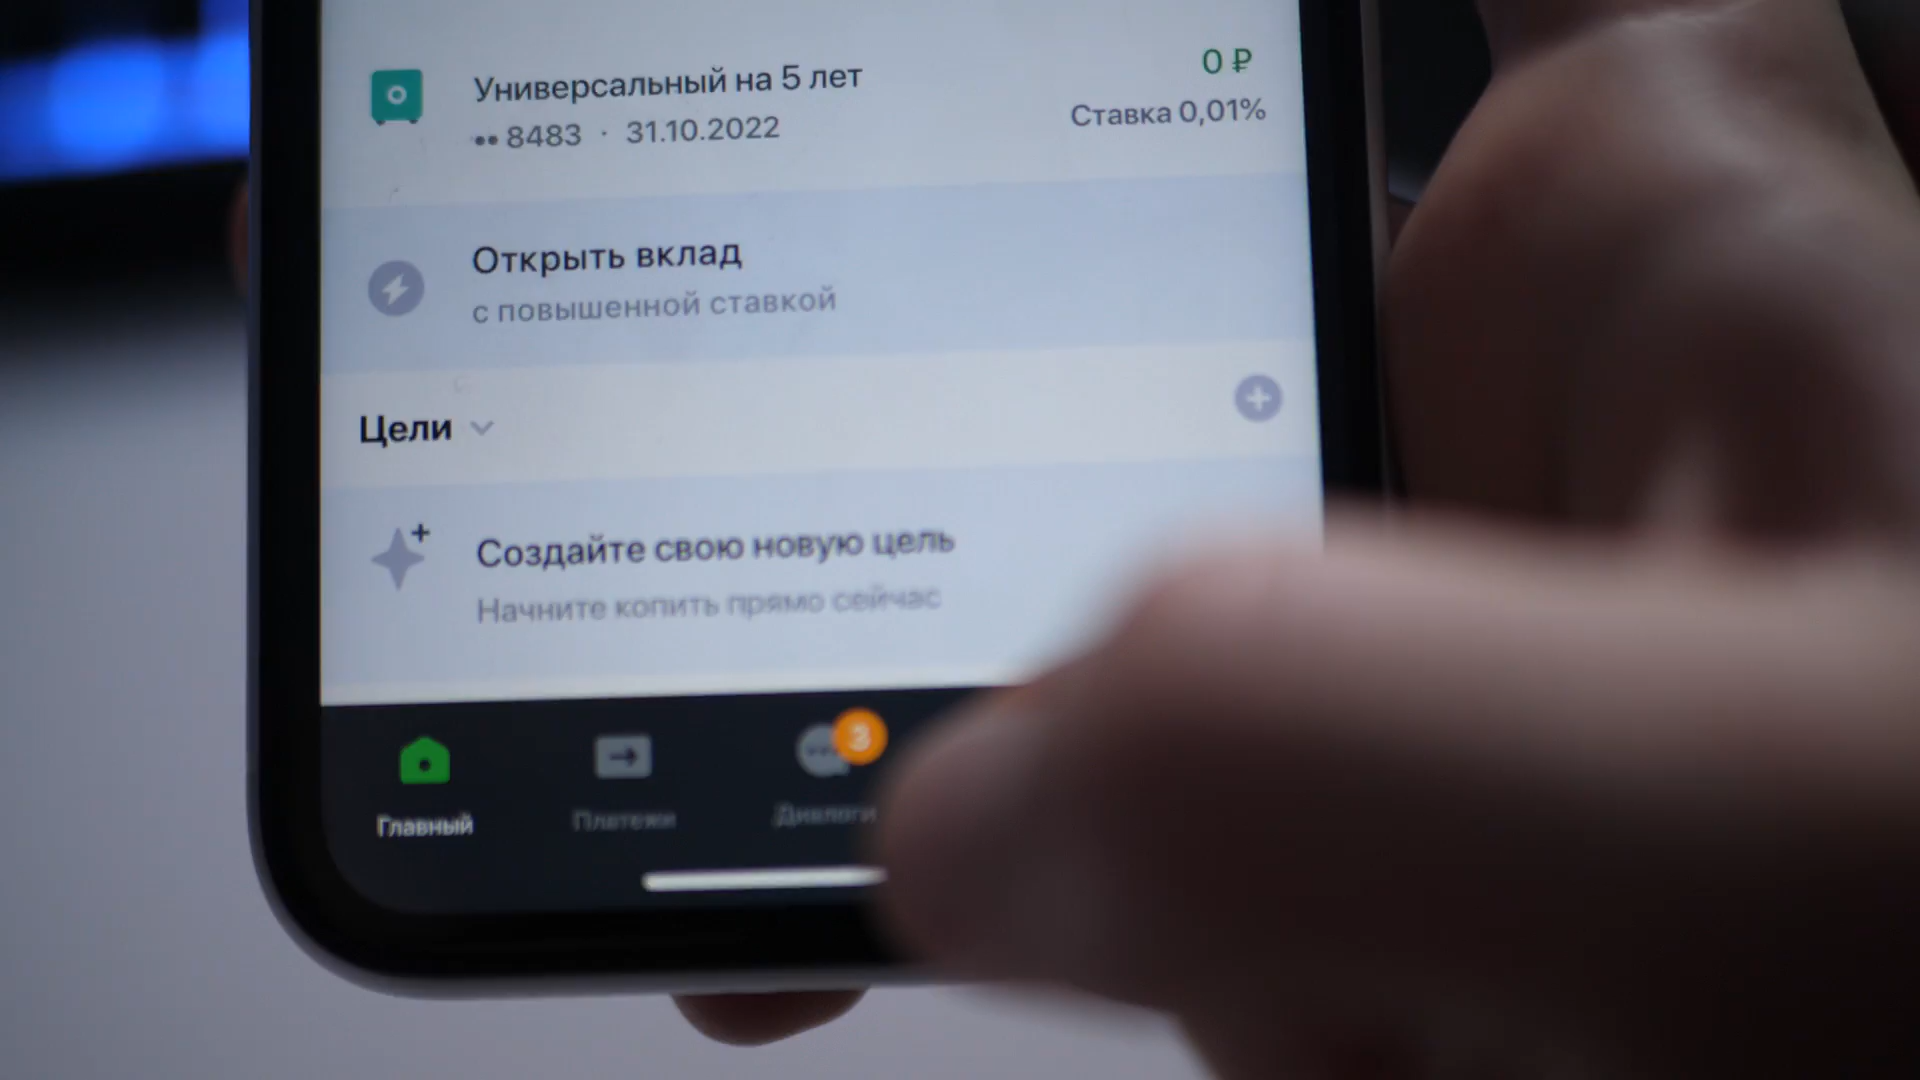 Универсальный на 5 лет
0 ₽
•• 8483 · 31.10.2022
Ставка 0,01%
Открыть вклад
с повышенной ставкой
Цели
Создайте свою новую цель
Начните копить прямо сейчас
3
Главный
Платежи
Диалоги